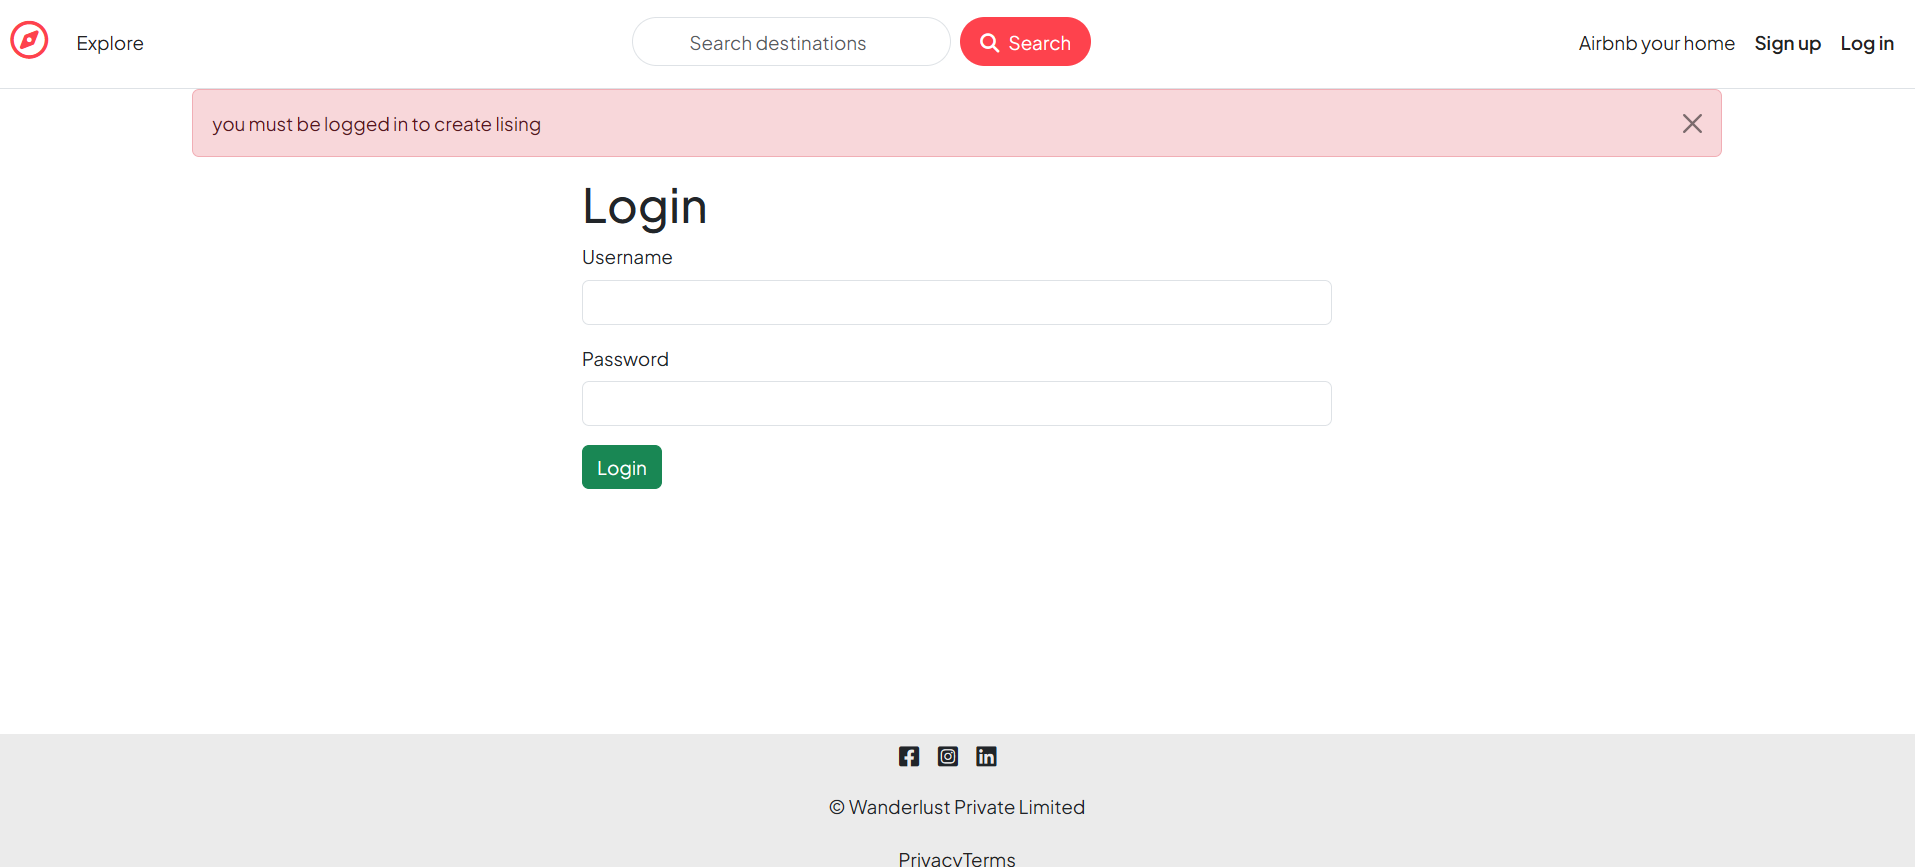 Explore
Search destinations
Search
Airbnb your home
Sign up
Log in
you must be logged in to create lising
Login
Username
Password
Login
© Wanderlust Private Limited
PrivacyTerms